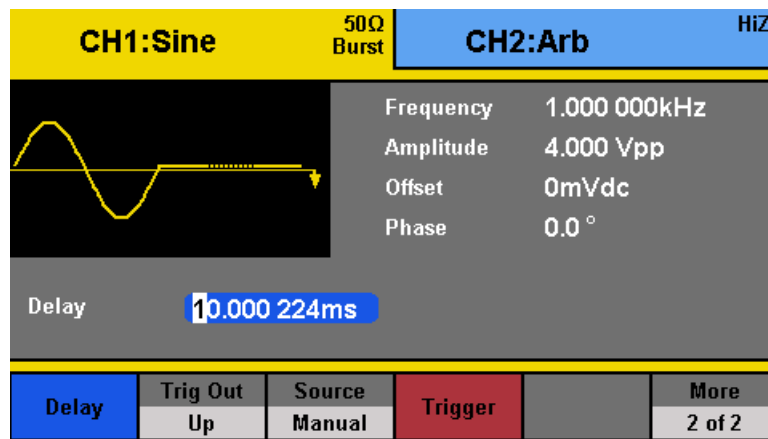 CH1:Sine 50Ω Burst CH2:Arb HiZ
Frequency 1.000 000kHz
Amplitude 4.000 Vpp
Offset 0mVdc
Phase 0.0 °
Delay 10.000 224ms
Delay Trig Out Source Trigger More
Up Manual 2 of 2